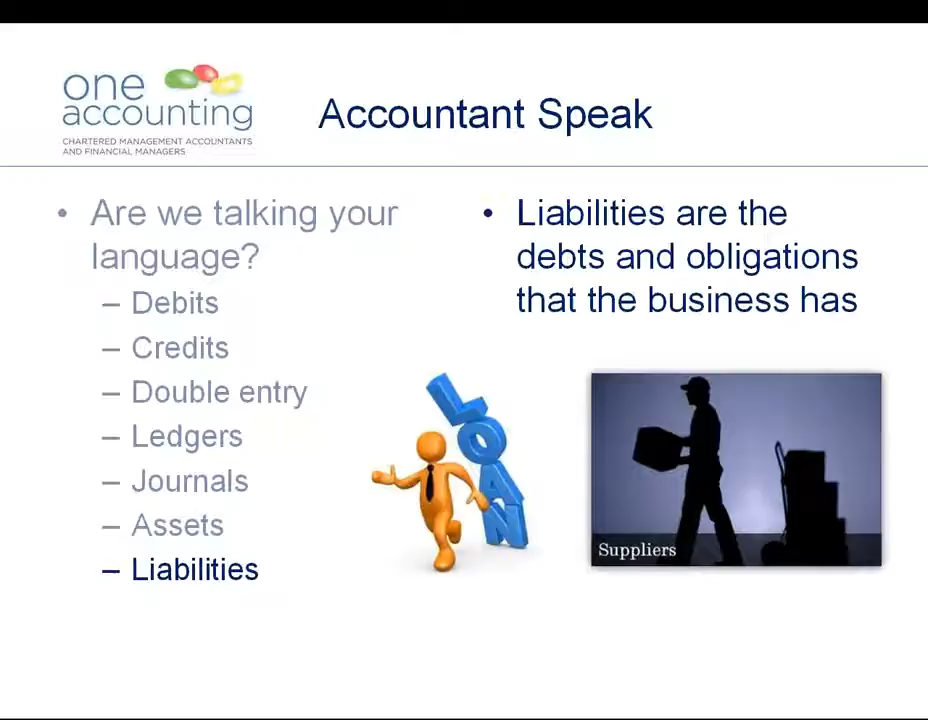 one
accounting
CHARTERED MANAGEMENT ACCOUNTANTS
AND FINANCIAL MANAGERS
Accountant Speak
• Are we talking your
language?
– Debits
– Credits
– Double entry
– Ledgers
– Journals
– Assets
– Liabilities
• Liabilities are the
debts and obligations
that the business has
LOAN
Suppliers